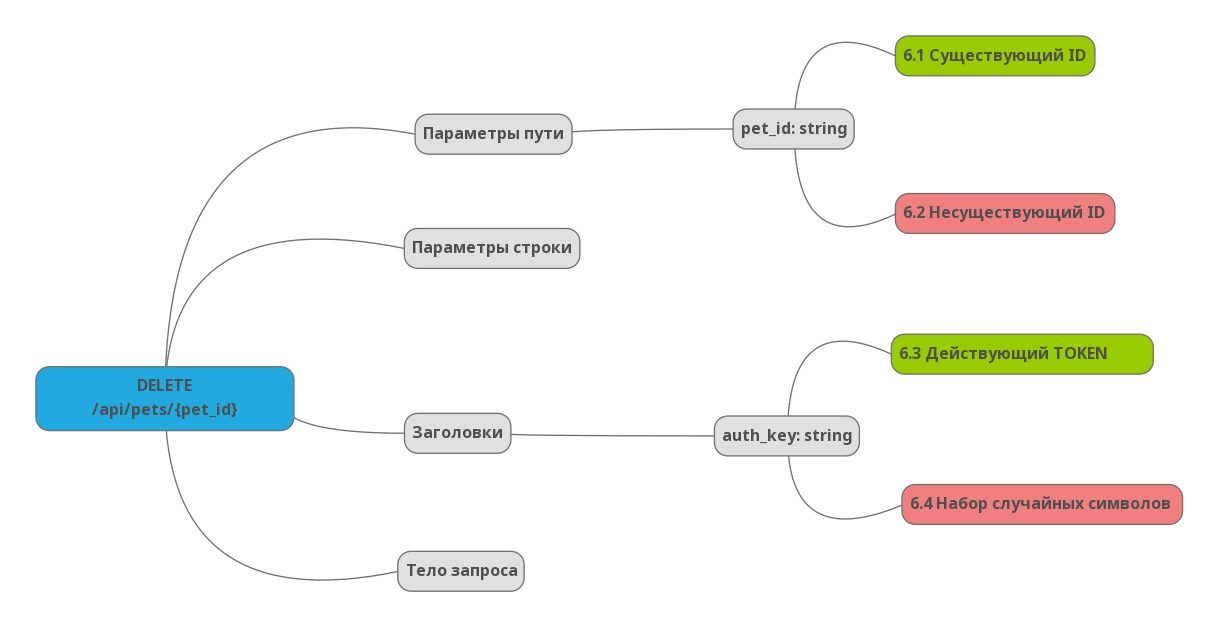 6.1 Существующий ID
Параметры пути
pet_id: string
6.2 Несуществующий ID
Параметры строки
6.3 Действующий TOKEN
DELETE
/api/pets/{pet_id}
Заголовки
auth_key: string
6.4 Набор случайных символов
Тело запроса